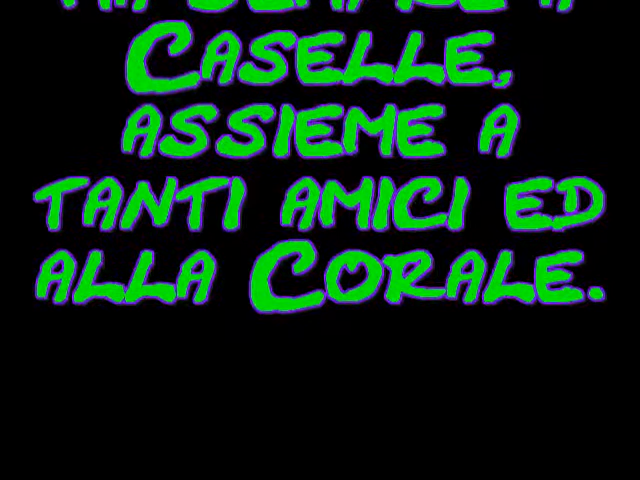 Caselle,
assieme a
tanti amici ed
alla Corale.